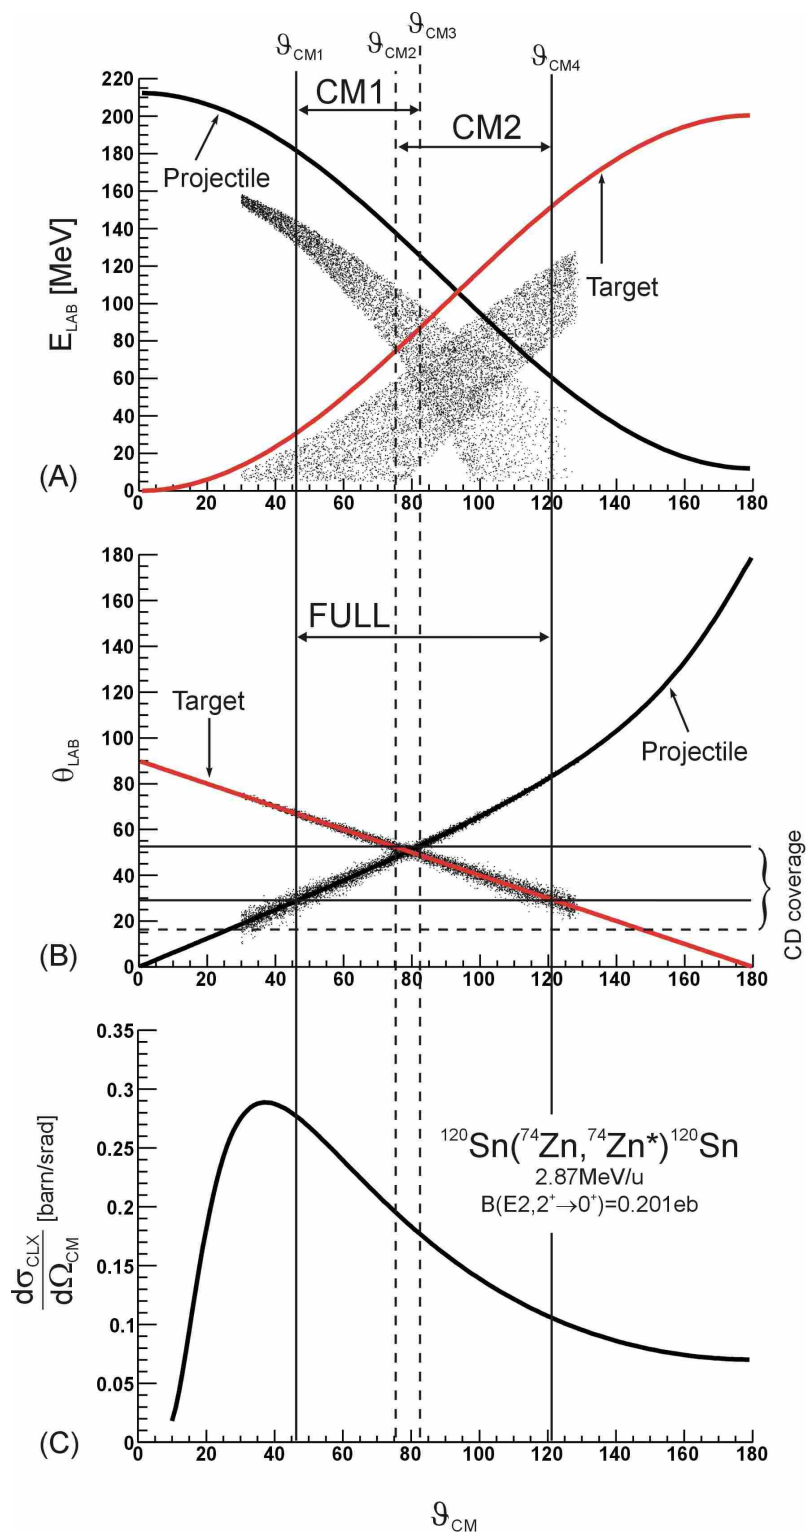 ϑCM1
ϑCM2
ϑCM3
ϑCM4
220
200
180
160
140
120
100
80
60
40
20
0
E_LAB [MeV]
CM1
CM2
Projectile
Target
(A)
0 20 40 60 80 100 120 140 160 180
180
160
140
120
100
80
60
40
20
0
θ_LAB
FULL
Target
Projectile
CD coverage
(B)
0 20 40 60 80 100 120 140 160 180
0.35
0.3
0.25
0.2
0.15
0.1
0.05
0
dσ_CLX
dΩ_CM
[barn/srad]
¹²⁰Sn(⁷⁴Zn,⁷⁴Zn*)¹²⁰Sn
2.87MeV/u
B(E2,2⁺→0⁺)=0.201eb
(C)
0 20 40 60 80 100 120 140 160 180
ϑCM